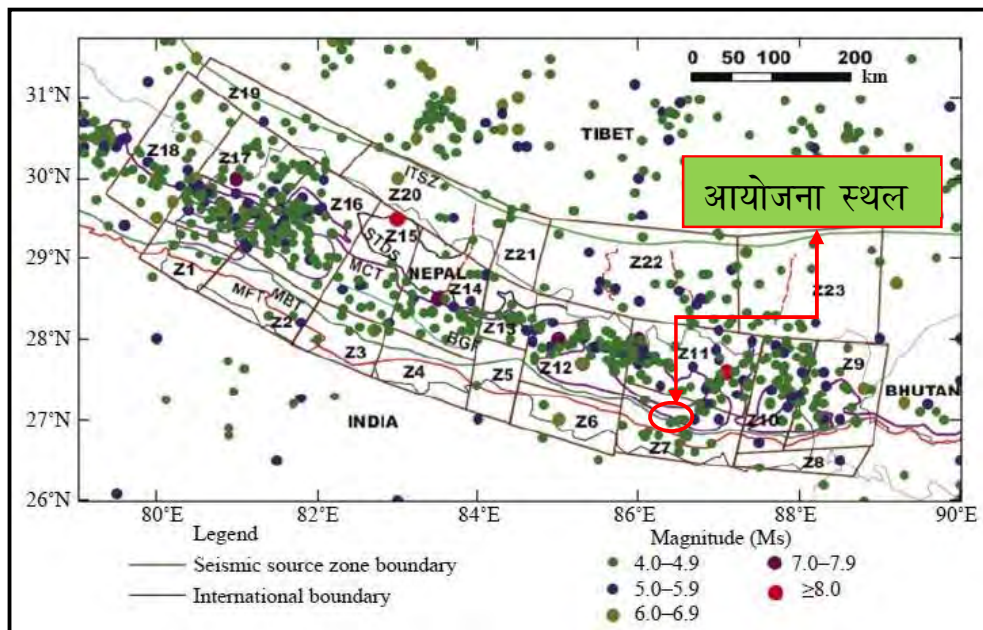 0 50 100 200
km
31°N
30°N
29°N
28°N
27°N
26°N
TIBET
आयोजना स्थल
Z19
Z18
Z17
Z16
Z20
ITSZ
Z15
STDS
MCT
NEPAL
Z14
Z21
Z22
Z23
Z1
MFT
MBT
Z2
BGF
Z13
Z3
Z4
Z5
Z12
Z11
Z9
BHUTAN
INDIA
Z6
Z7
Z10
Z8
80°E 82°E 84°E 86°E 88°E 90°E
Legend
Seismic source zone boundary
International boundary
Magnitude (Ms)
4.0–4.9
5.0–5.9
6.0–6.9
7.0–7.9
≥8.0